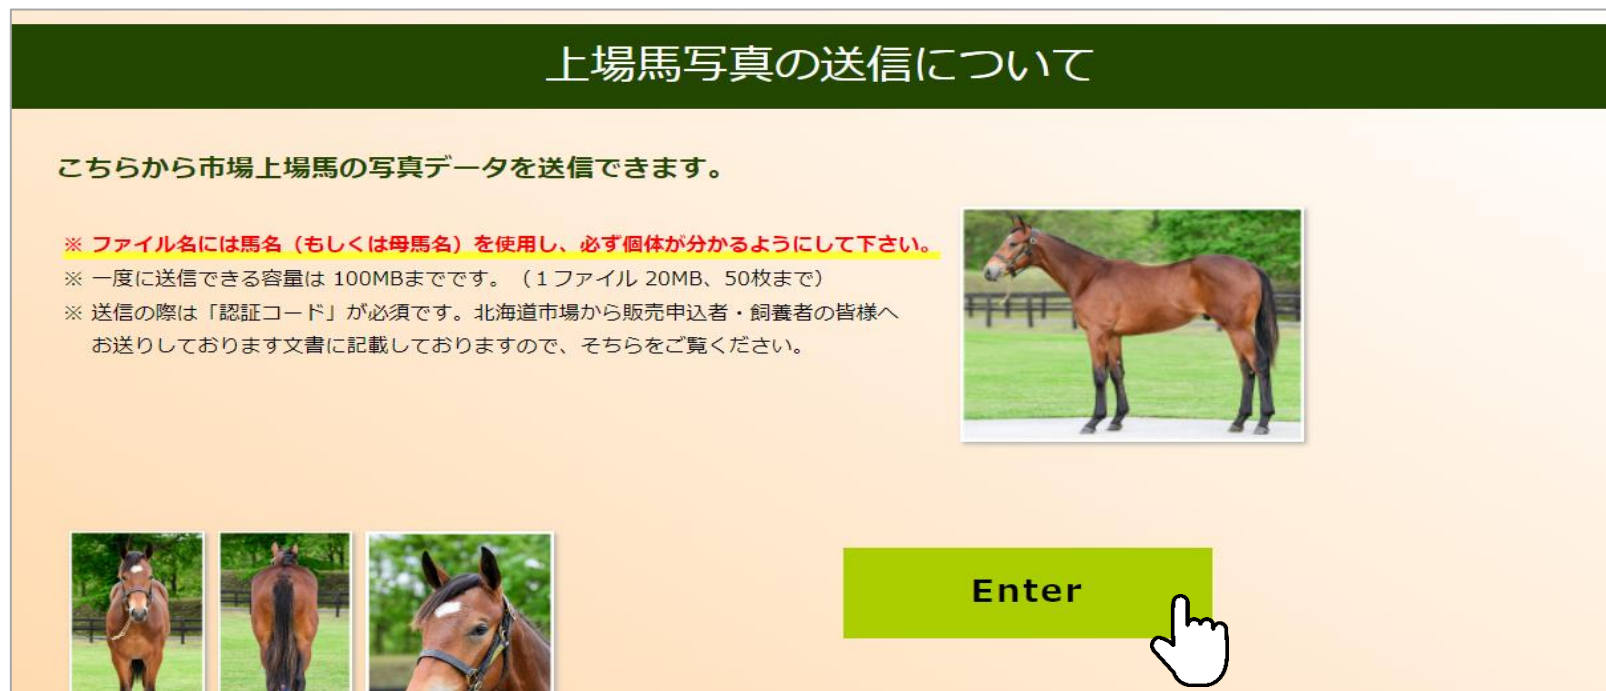 上場馬写真の送信について
こちらから市場上場馬の写真データを送信できます。
※ ファイル名には馬名（もしくは母馬名）を使用し、必ず個体が分かるようにして下さい。
※ 一度に送信できる容量は 100MBまでです。（１ファイル 20MB、50枚まで）
※ 送信の際は「認証コード」が必須です。北海道市場から販売申込者・飼養者の皆様へ
お送りしております文書に記載しておりますので、そちらをご覧ください。
Enter